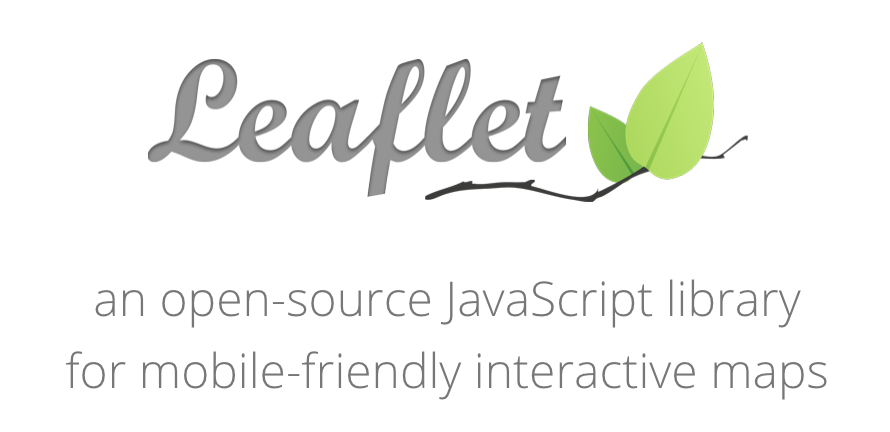 Leaflet
an open-source JavaScript library
for mobile-friendly interactive maps